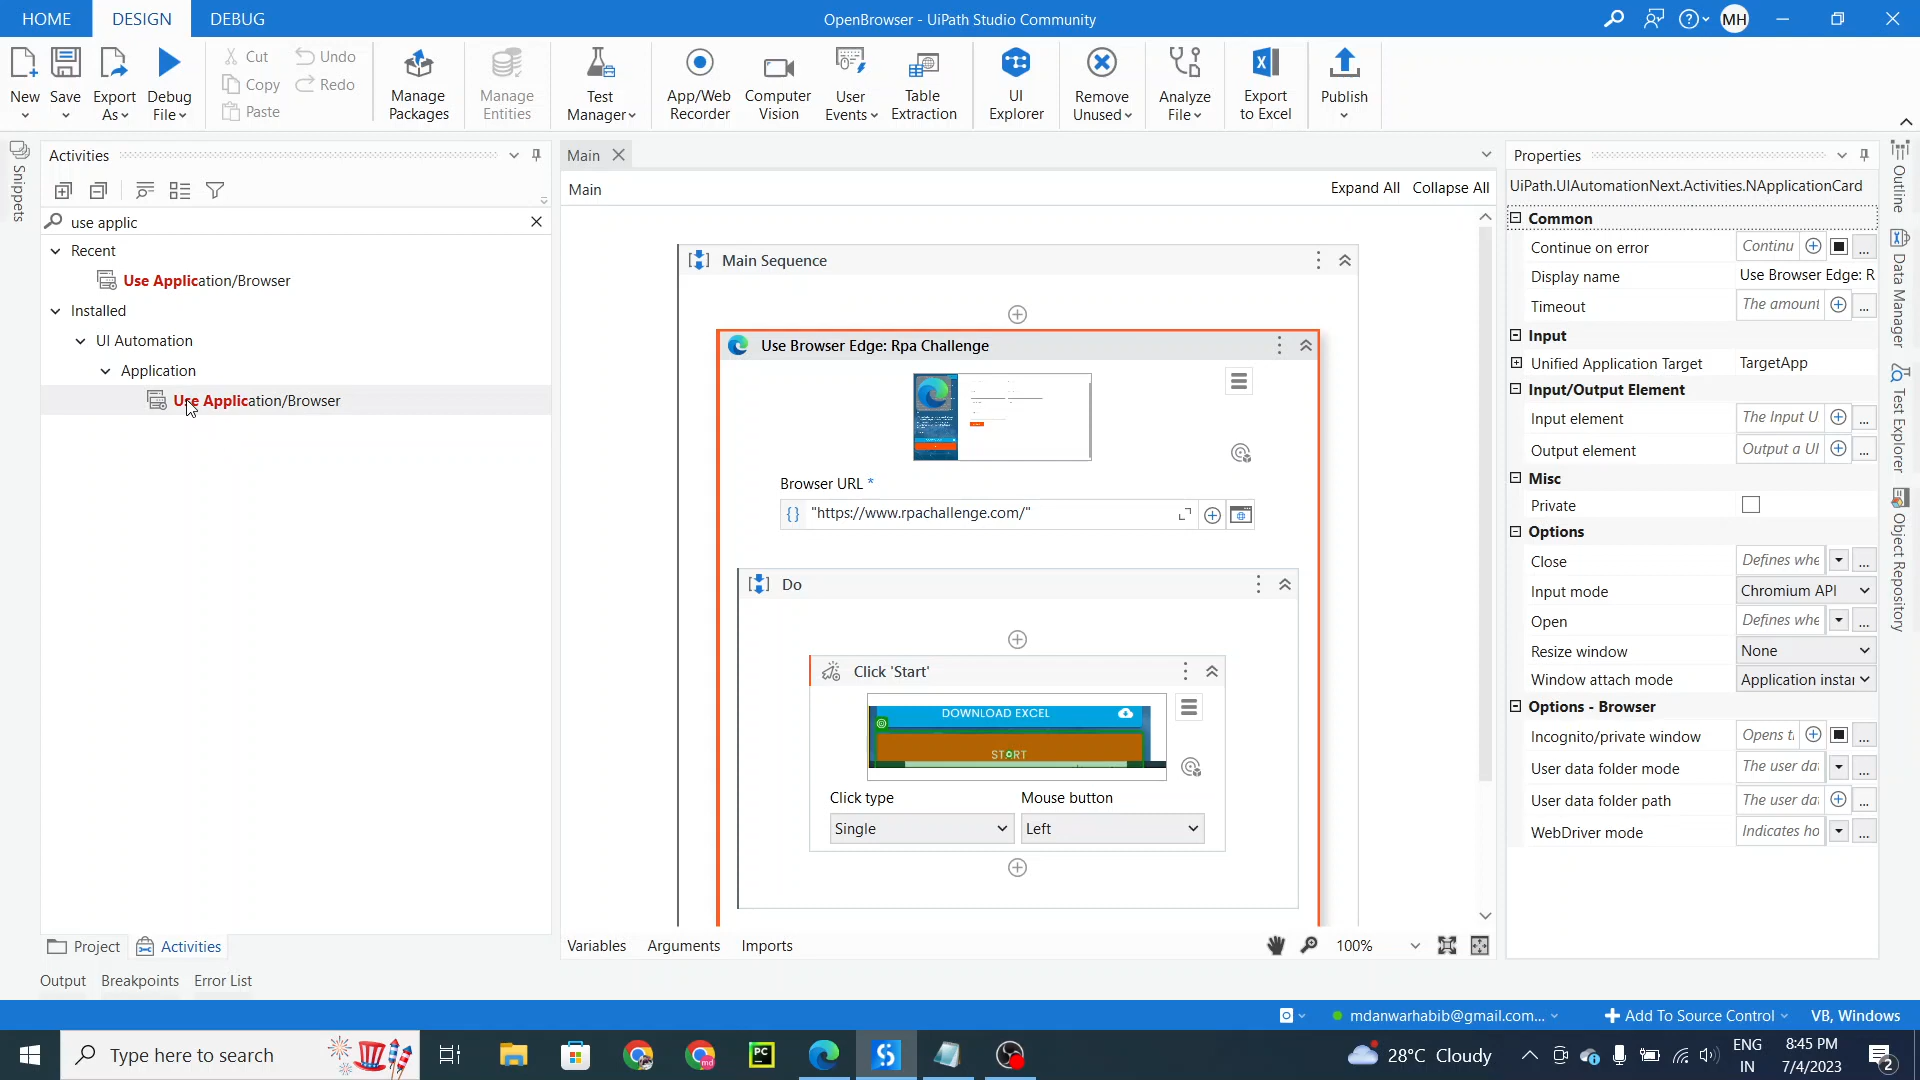 HOME DESIGN DEBUG
OpenBrowser - UiPath Studio Community
MH
New
Save
Export As
Debug File
Cut
Copy
Paste
Undo
Redo
Manage Packages
Manage Entities
Test Manager
App/Web Recorder
Computer Vision
User Events
Table Extraction
UI Explorer
Remove Unused
Analyze File
Export to Excel
Publish
Snippets
Activities
use applic
Recent
Use Application/Browser
Installed
UI Automation
Application
Use Application/Browser
Project
Activities
Main
Main
Expand All Collapse All
Main Sequence
Use Browser Edge: Rpa Challenge
Browser URL *
"https://www.rpachallenge.com/"
Do
Click 'Start'
DOWNLOAD EXCEL
START
Click type
Mouse button
Single
Left
Variables Arguments Imports
100%
Properties
UiPath.UIAutomationNext.Activities.NApplicationCard
Common
Continue on error Continu ...
Display name Use Browser Edge: R
Timeout The amount ...
Input
Unified Application Target TargetApp
Input/Output Element
Input element The Input U ...
Output element Output a UI ...
Misc
Private
Options
Close Defines whe ...
Input mode Chromium API
Open Defines whe ...
Resize window None
Window attach mode Application instar
Options - Browser
Incognito/private window Opens t ...
User data folder mode The user da ...
User data folder path The user da ...
WebDriver mode Indicates ho ...
Outline
Data Manager
Test Explorer
Object Repository
Output Breakpoints Error List
mdanwarhabib@gmail.com...
Add To Source Control
VB, Windows
Type here to search
PC
28°C Cloudy
ENG
IN
8:45 PM
7/4/2023
2